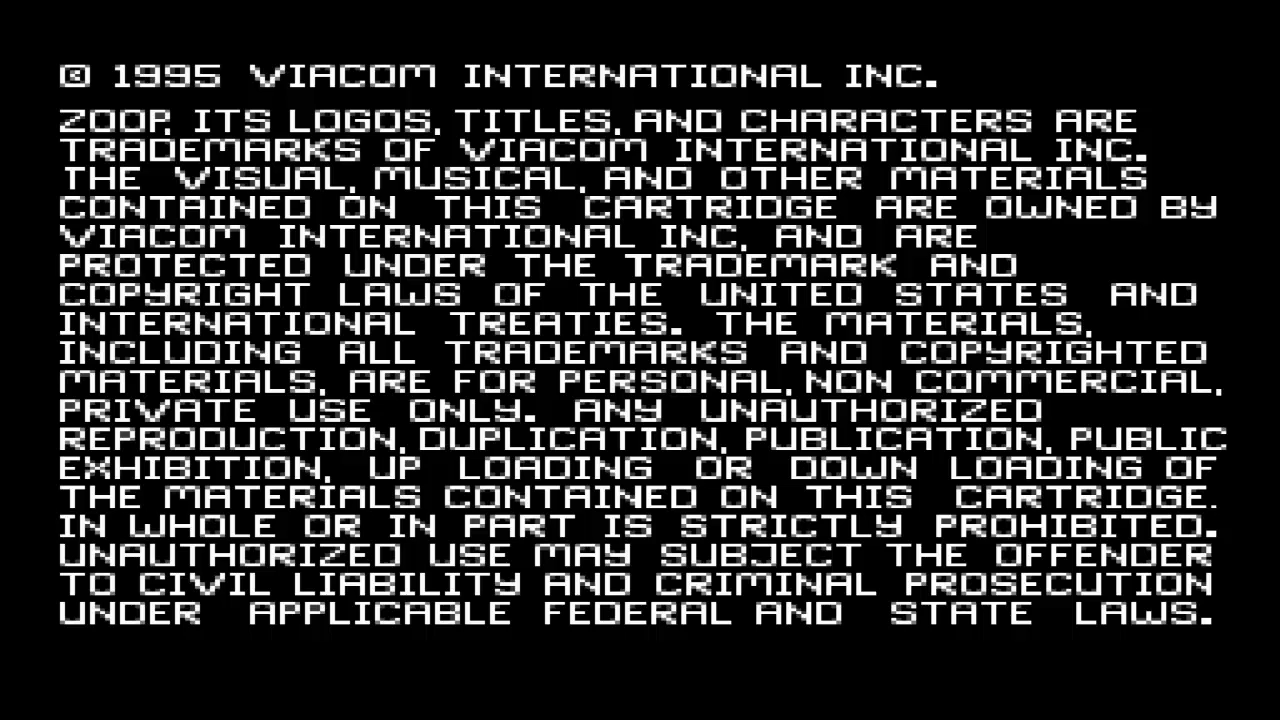 © 1995 VIACOM INTERNATIONAL INC.
ZOOP, ITS LOGOS, TITLES, AND CHARACTERS ARE
TRADEMARKS OF VIACOM INTERNATIONAL INC.
THE VISUAL, MUSICAL, AND OTHER MATERIALS
CONTAINED ON THIS CARTRIDGE ARE OWNED BY
VIACOM INTERNATIONAL INC, AND ARE
PROTECTED UNDER THE TRADEMARK AND
COPYRIGHT LAWS OF THE UNITED STATES AND
INTERNATIONAL TREATIES. THE MATERIALS,
INCLUDING ALL TRADEMARKS AND COPYRIGHTED
MATERIALS, ARE FOR PERSONAL, NON COMMERCIAL,
PRIVATE USE ONLY. ANY UNAUTHORIZED
REPRODUCTION, DUPLICATION, PUBLICATION, PUBLIC
EXHIBITION, UP LOADING OR DOWN LOADING OF
THE MATERIALS CONTAINED ON THIS CARTRIDGE.
IN WHOLE OR IN PART IS STRICTLY PROHIBITED.
UNAUTHORIZED USE MAY SUBJECT THE OFFENDER
TO CIVIL LIABILITY AND CRIMINAL PROSECUTION
UNDER APPLICABLE FEDERAL AND STATE LAWS.